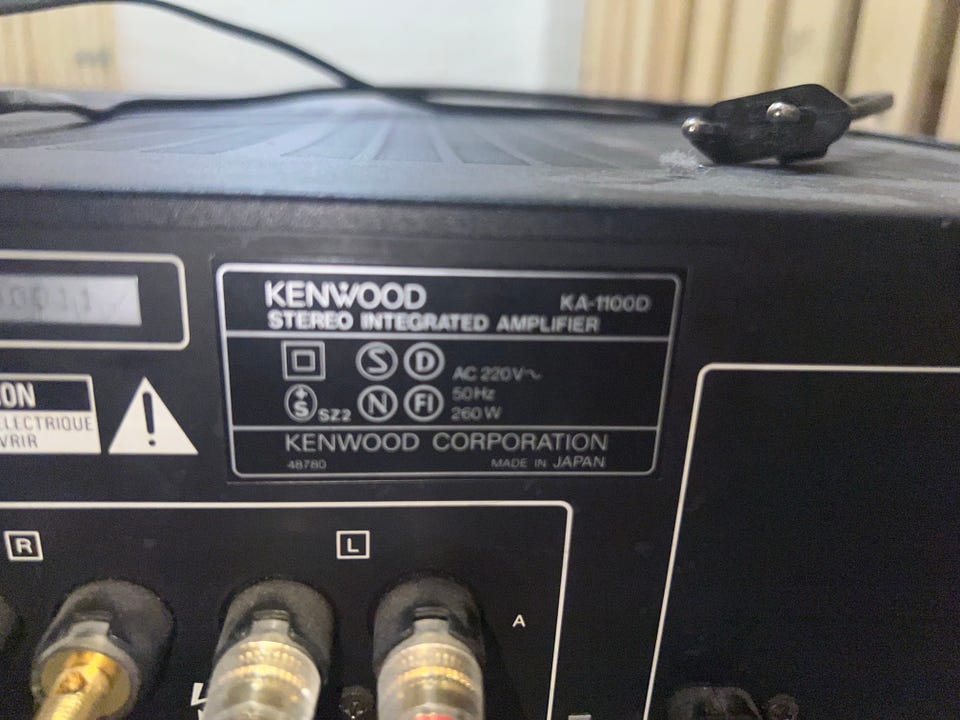 KENWOOD KA-1100D
STEREO INTEGRATED AMPLIFIER
S D AC 220V~
50Hz
S SZ2 N FI 260W
KENWOOD CORPORATION
48780 MADE IN JAPAN
ON
ELECTRIQUE
VRIR
R
L
A